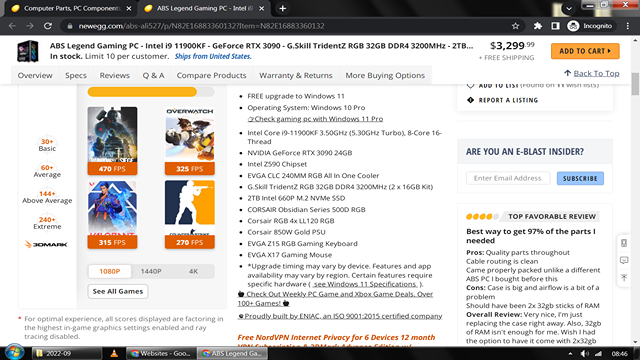 Computer Parts, PC Components
ABS Legend Gaming PC - Intel i9
newegg.com/abs-ali527/p/N82E16883360132?Item=N82E16883360132
Incognito
ABS Legend Gaming PC - Intel i9 11900KF - GeForce RTX 3090 - G.Skill TridentZ RGB 32GB DDR4 3200MHz - 2TB...
In stock. Limit 10 per customer. Ships from United States.
$3,299.99
+ FREE SHIPPING
ADD TO CART
Overview Specs Reviews Q & A Compare Products Warranty & Returns More Buying Options
Back To Top
30+
Basic
60+
Average
144+
Above Average
240+
Extreme
3DMARK
470 FPS
OVERWATCH
325 FPS
VALORANT
315 FPS
270 FPS
1080P 1440P 4K
See All Games
* For optimal experience, all scores displayed are factoring in
the highest in-game graphics settings enabled and ray
tracing disabled.
FREE upgrade to Windows 11
Operating System: Windows 10 Pro
Check gaming pc with Windows 11 Pro
Intel Core i9-11900KF 3.50GHz (5.30GHz Turbo), 8-Core 16-
Thread
NVIDIA GeForce RTX 3090 24GB
Intel Z590 Chipset
EVGA CLC 240MM RGB All In One Cooler
G.Skill TridentZ RGB 32GB DDR4 3200MHz (2 x 16GB Kit)
2TB Intel 660P M.2 NVMe SSD
CORSAIR Obsidian Series 500D RGB
Corsair RGB 4x LL120 RGB
Corsair 850W Gold PSU
EVGA Z15 RGB Gaming Keyboard
EVGA X17 Gaming Mouse
*Upgrade timing may vary by device. Features and app
availability may vary by region. Certain features require
specific hardware ( see Windows 11 Specifications ).
Check Out Weekly PC Game and Xbox Game Deals, Over
100+ Games!
Proudly built by ENIAC, an ISO 9001:2015 certified company
Free NordVPN Internet Privacy for 6 Devices 12 month
ADD TO LIST (Found on 11 wish lists)
REPORT A LISTING
ARE YOU AN E-BLAST INSIDER?
Enter Email Address
SUBSCRIBE
TOP FAVORABLE REVIEW
Best way to get 97% of the parts I
needed
Pros: Quality parts throughout
Cable routing is clean
Came properly packed unlike a different
ABS PC I bought before this
Cons: Case is big and airflow is a bit of a
problem
Should have been 2x 32gb sticks of RAM
Overall Review: Very nice, I'm just
replacing the case right away. Also, 32gb
of RAM isn't enough for me. Wish I had
the option to have it come with 2x32gb
2022-09
Websites - Goo...
ABS Legend Ga...
08:46